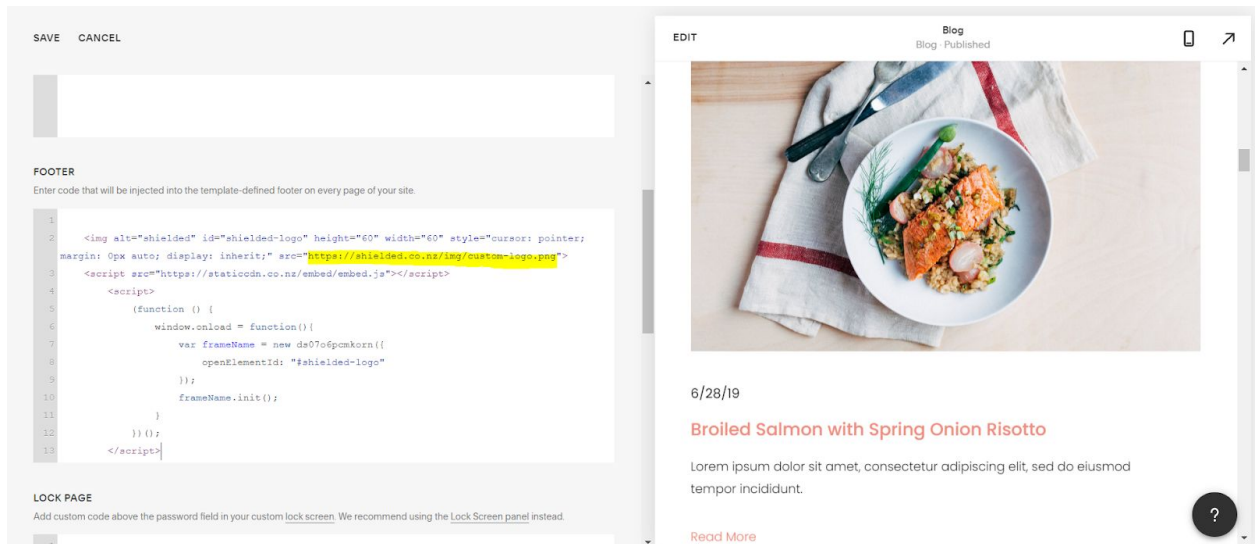 SAVE CANCEL
FOOTER
Enter code that will be injected into the template-defined footer on every page of your site.
1
2 <img alt="shielded" id="shielded-logo" height="60" width="60" style="cursor: pointer;
margin: 0px auto; display: inherit;" src="https://shielded.co.nz/img/custom-logo.png">
3 <script src="https://staticcdn.co.nz/embed/embed.js"></script>
4 <script>
5 (function () {
6 window.onload = function(){
7 var frameName = new ds07o6pcmkorn({
8 openElementId: "#shielded-logo"
9 });
10 frameName.init();
11 }
12 })();
13 </script>
LOCK PAGE
Add custom code above the password field in your custom lock screen. We recommend using the Lock Screen panel instead.
EDIT
Blog
Blog · Published
6/28/19
Broiled Salmon with Spring Onion Risotto
Lorem ipsum dolor sit amet, consectetur adipiscing elit, sed do eiusmod
tempor incididunt.
Read More
?